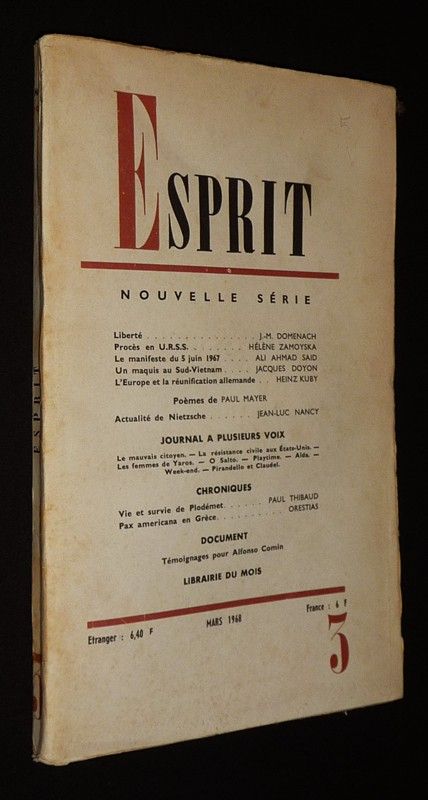 ESPRIT
NOUVELLE SÉRIE
Liberté . . . . . . . . . . . . . . . . J.-M. DOMENACH
Procès en U.R.S.S. . . . . . . . . HÉLÈNE ZAMOYSKA
Le manifeste du 5 juin 1967 . . . . ALI AHMAD SAID
Un maquis au Sud-Vietnam . . . . JACQUES DOYON
L'Europe et la réunification allemande . . HEINZ KUBY
Poèmes de PAUL MAYER
Actualité de Nietzsche . . . . . . JEAN-LUC NANCY
JOURNAL A PLUSIEURS VOIX
Le mauvais citoyen. — La résistance civile aux États-Unis. —
Les femmes de Yaros. — O Salto. — Playtime. — Aïda. —
Week-end. — Pirandello et Claudel.
CHRONIQUES
Vie et survie de Plodémet. . . . . . PAUL THIBAUD
Pax americana en Grèce. . . . . . . . . . ORESTIAS
DOCUMENT
Témoignages pour Alfonso Comin
LIBRAIRIE DU MOIS
Etranger : 6,40 F MARS 1968 France : 6 F
3
ESPRIT